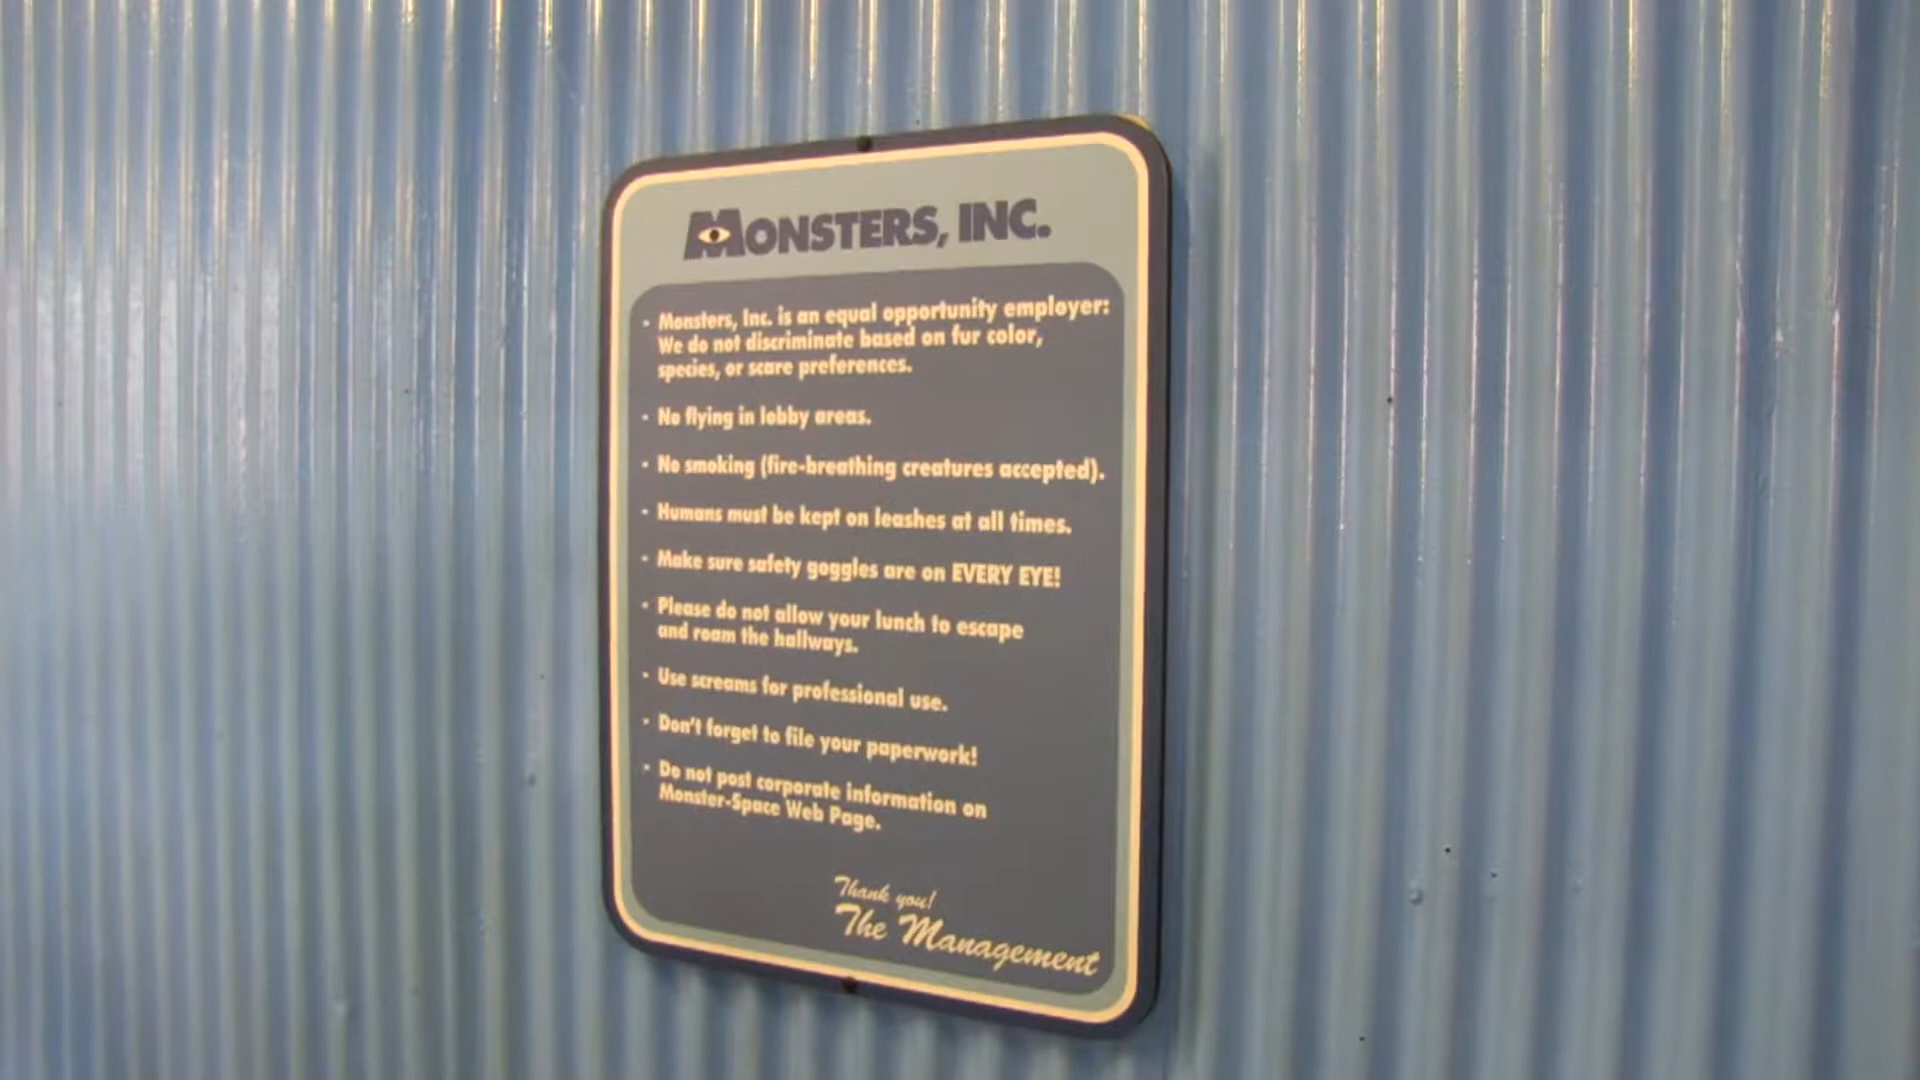 MONSTERS, INC.
- Monsters, Inc. is an equal opportunity employer:
We do not discriminate based on fur color,
species, or scare preferences.
- No flying in lobby areas.
- No smoking (fire-breathing creatures accepted).
- Humans must be kept on leashes at all times.
- Make sure safety goggles are on EVERY EYE!
- Please do not allow your lunch to escape
and roam the hallways.
- Use screams for professional use.
- Don't forget to file your paperwork!
- Do not post corporate information on
Monster-Space Web Page.
Thank you!
The Management